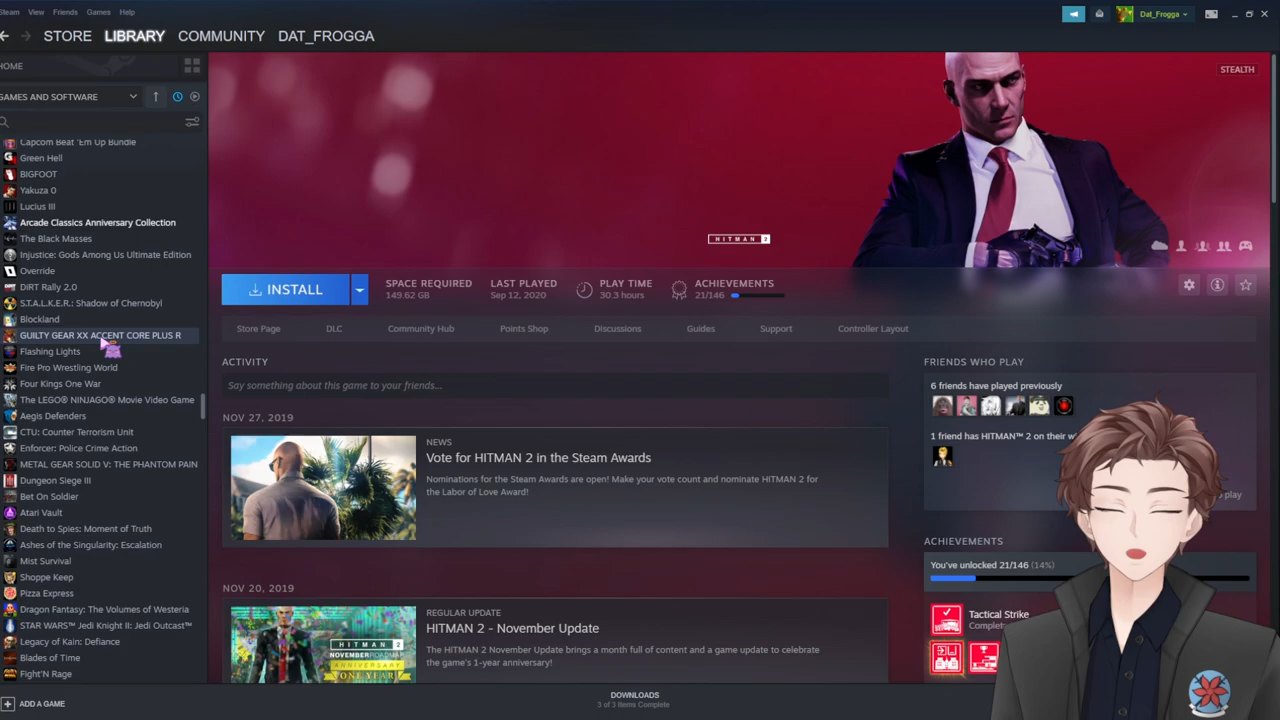 Steam View Friends Games Help
Dat_Frogga
STORE LIBRARY COMMUNITY DAT_FROGGA
HOME
GAMES AND SOFTWARE
Capcom Beat 'Em Up Bundle
Green Hell
BIGFOOT
Yakuza 0
Lucius III
Arcade Classics Anniversary Collection
The Black Masses
Injustice: Gods Among Us Ultimate Edition
Override
DiRT Rally 2.0
S.T.A.L.K.E.R.: Shadow of Chernobyl
Blockland
GUILTY GEAR XX ACCENT CORE PLUS R
Flashing Lights
Fire Pro Wrestling World
Four Kings One War
The LEGO® NINJAGO® Movie Video Game
Aegis Defenders
CTU: Counter Terrorism Unit
Enforcer: Police Crime Action
METAL GEAR SOLID V: THE PHANTOM PAIN
Dungeon Siege III
Bet On Soldier
Atari Vault
Death to Spies: Moment of Truth
Ashes of the Singularity: Escalation
Mist Survival
Shoppe Keep
Pizza Express
Dragon Fantasy: The Volumes of Westeria
STAR WARS™ Jedi Knight II: Jedi Outcast™
Legacy of Kain: Defiance
Blades of Time
Fight'N Rage
ADD A GAME
STEALTH
HITMAN 2
INSTALL
SPACE REQUIRED
149.62 GB
LAST PLAYED
Sep 12, 2020
PLAY TIME
30.3 hours
ACHIEVEMENTS
21/146
Store Page DLC Community Hub Points Shop Discussions Guides Support Controller Layout
ACTIVITY
Say something about this game to your friends...
NOV 27, 2019
NEWS
Vote for HITMAN 2 in the Steam Awards
Nominations for the Steam Awards are open! Make your vote count and nominate HITMAN 2 for
the Labor of Love Award!
NOV 20, 2019
REGULAR UPDATE
HITMAN 2 - November Update
The HITMAN 2 November Update brings a month full of content and a game update to celebrate
the game's 1-year anniversary!
HITMAN 2
NOVEMBER ROADMAP
ANNIVERSARY
ONE YEAR
FRIENDS WHO PLAY
6 friends have played previously
1 friend has HITMAN™ 2 on their
play
ACHIEVEMENTS
You've unlocked 21/146 (14%)
Tactical Strike
DOWNLOADS
3 of 3 Items Complete